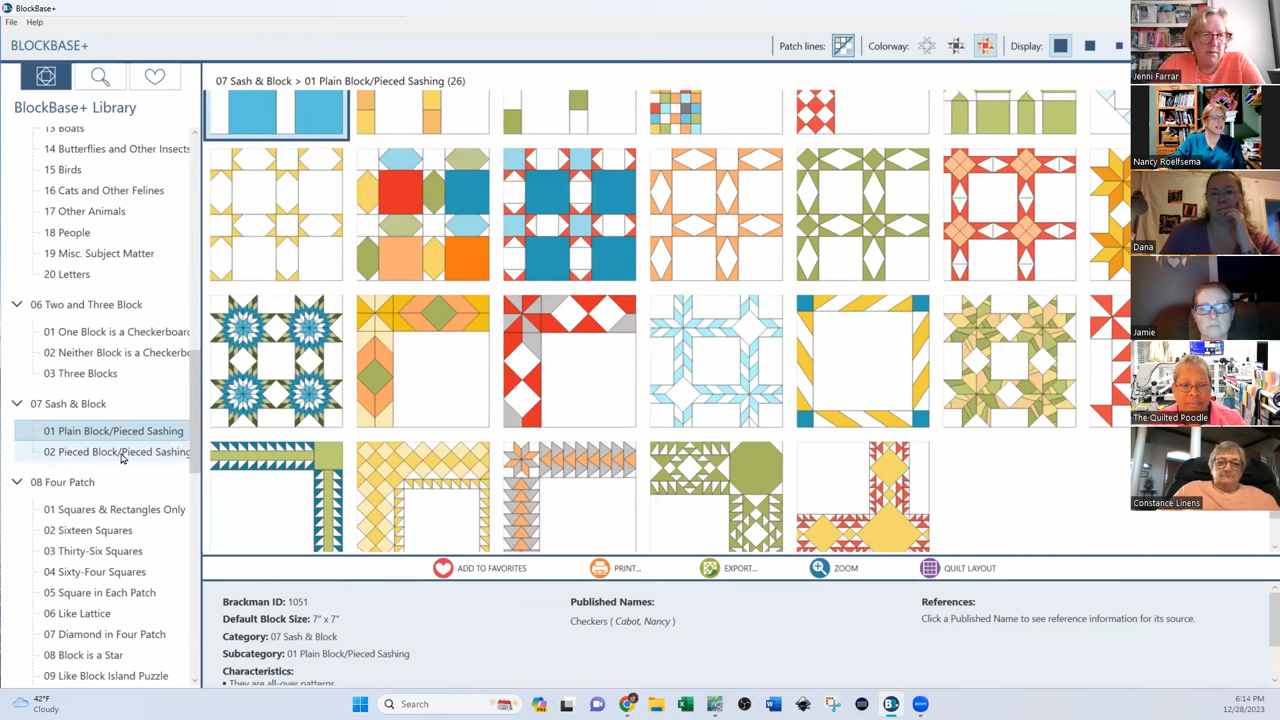 BlockBase+
File Help
BLOCKBASE+
Patch lines:
Colorway:
Display:
07 Sash & Block > 01 Plain Block/Pieced Sashing (26)
BlockBase+ Library
13 Boats
14 Butterflies and Other Insects
15 Birds
16 Cats and Other Felines
17 Other Animals
18 People
19 Misc. Subject Matter
20 Letters
06 Two and Three Block
01 One Block is a Checkerboard
02 Neither Block is a Checkerbo
03 Three Blocks
07 Sash & Block
01 Plain Block/Pieced Sashing
02 Pieced Block/Pieced Sashing
08 Four Patch
01 Squares & Rectangles Only
02 Sixteen Squares
03 Thirty-Six Squares
04 Sixty-Four Squares
05 Square in Each Patch
06 Like Lattice
07 Diamond in Four Patch
08 Block is a Star
09 Like Block Island Puzzle
ADD TO FAVORITES
PRINT...
EXPORT...
ZOOM
QUILT LAYOUT
Brackman ID: 1051
Default Block Size: 7" x 7"
Category: 07 Sash & Block
Subcategory: 01 Plain Block/Pieced Sashing
Characteristics:
• They are all-over patterns
Published Names:
Checkers ( Cabot, Nancy )
References:
Click a Published Name to see reference information for its source.
Jenni Farrar
Nancy Roelfsema
Dana
Jamie
The Quilted Poodle
Constance Linens
42°F
Cloudy
Search
6:14 PM
12/28/2023